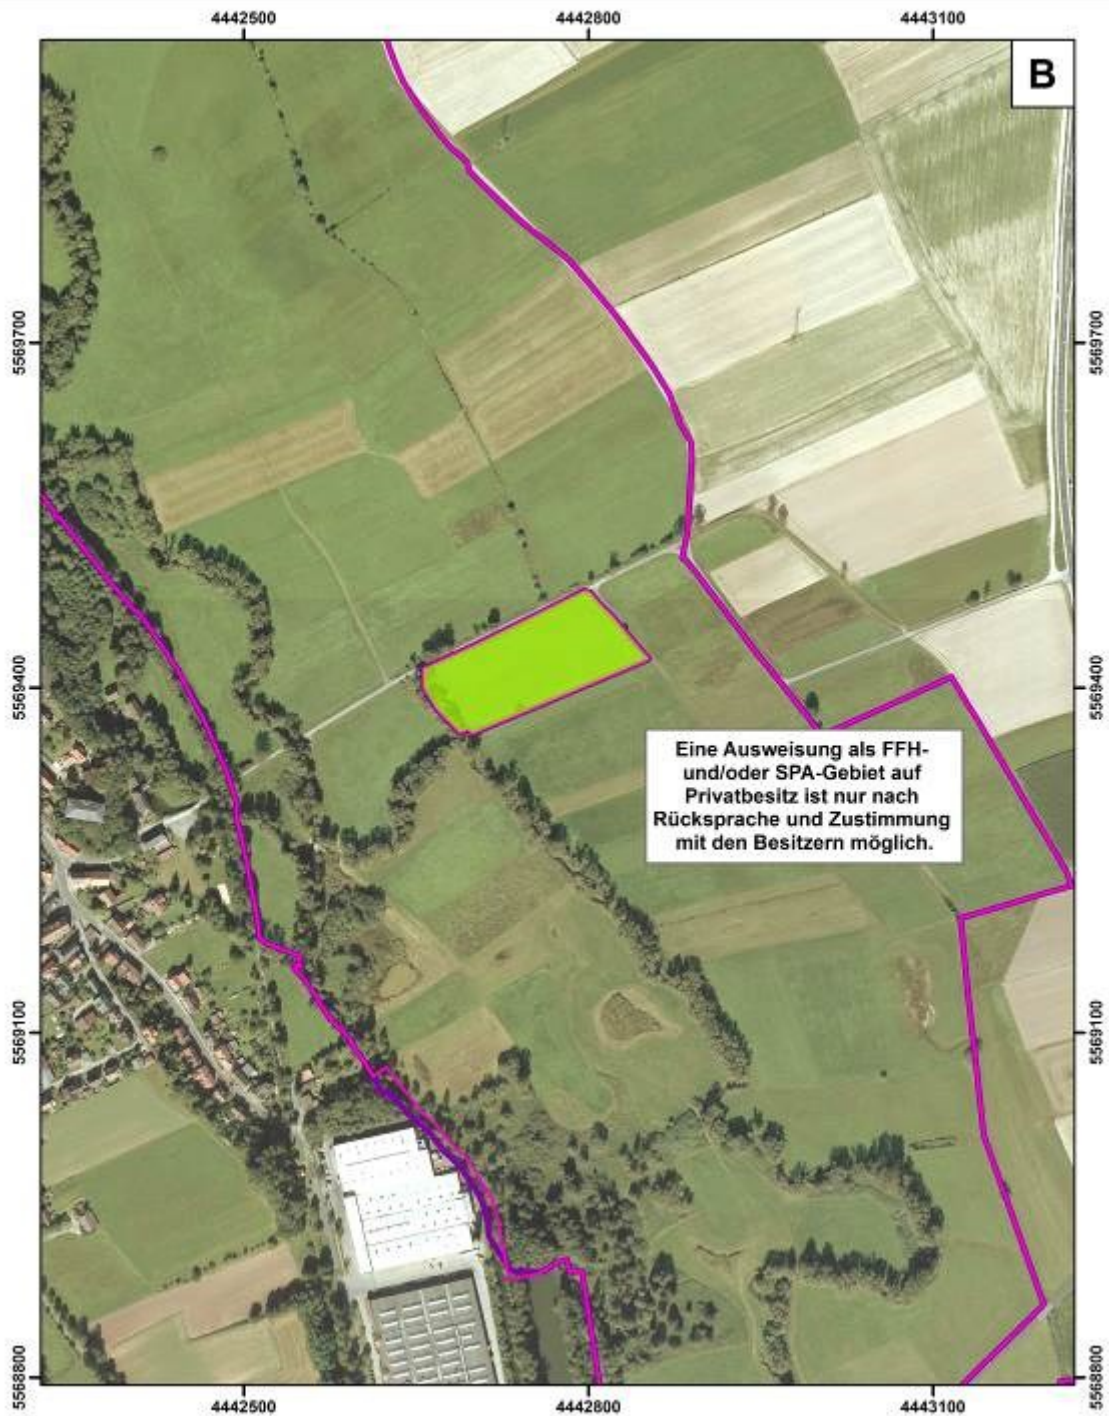 4442500 4442800 4443100
B
5569700 5569700
5569400 5569400
Eine Ausweisung als FFH-
und/oder SPA-Gebiet auf
Privatbesitz ist nur nach
Rücksprache und Zustimmung
mit den Besitzern möglich.
5569100 5569100
5568800 5568800
4442500 4442800 4443100